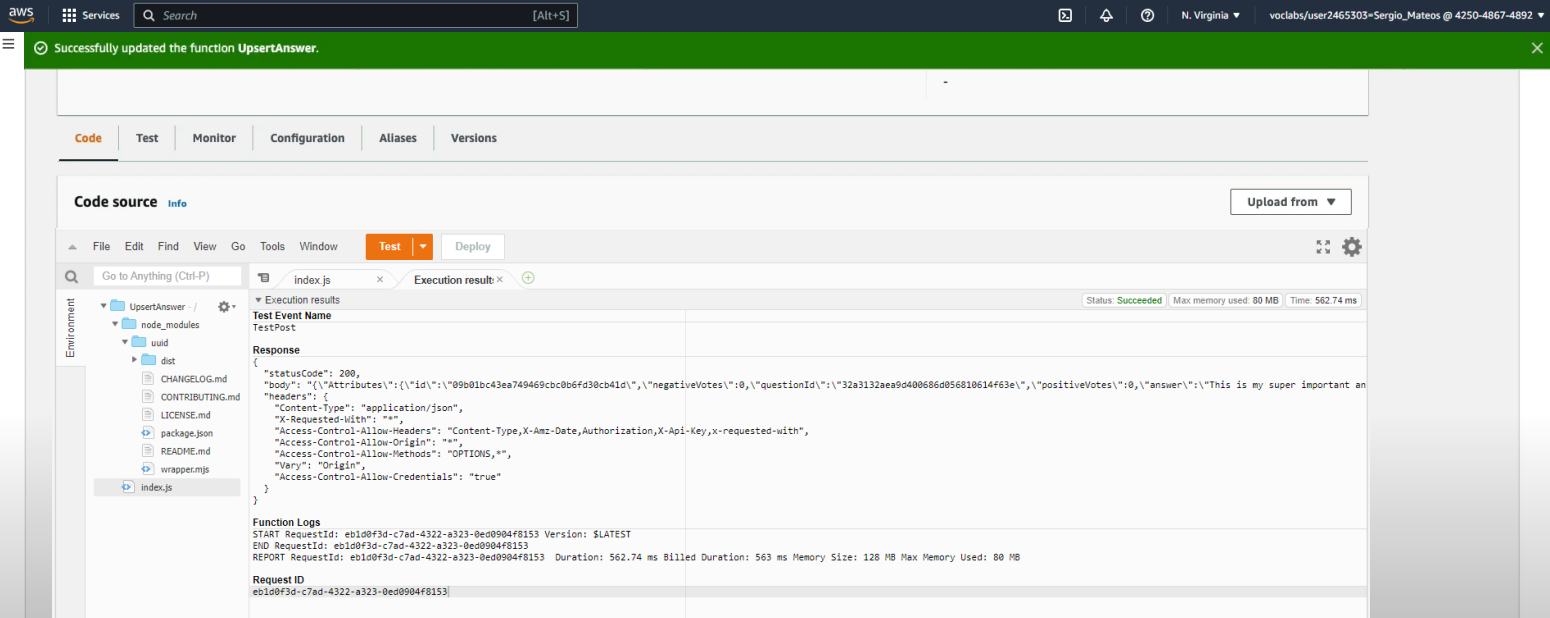 aws Services Search [Alt+S] N. Virginia voclabs/user2465303=Sergio_Mateos @ 4250-4867-4892
Successfully updated the function UpsertAnswer.
-
Code Test Monitor Configuration Aliases Versions
Code source Info Upload from
File Edit Find View Go Tools Window Test Deploy
Go to Anything (Ctrl-P) index.js Execution results
Environment
UpsertAnswer - /
node_modules
uuid
dist
CHANGELOG.md
CONTRIBUTING.md
LICENSE.md
package.json
README.md
wrapper.mjs
index.js
Execution results Status: Succeeded Max memory used: 80 MB Time: 562.74 ms
Test Event Name
TestPost
Response
{
  "statusCode": 200,
  "body": "{\"Attributes\":{\"id\":\"09b01bc43ea749469cbc0b6fd30cb41d\",\"negativeVotes\":0,\"questionId\":\"32a3132aea9d400686d056810614f63e\",\"positiveVotes\":0,\"answer\":\"This is my super important an
  "headers": {
    "Content-Type": "application/json",
    "X-Requested-With": "*",
    "Access-Control-Allow-Headers": "Content-Type,X-Amz-Date,Authorization,X-Api-Key,x-requested-with",
    "Access-Control-Allow-Origin": "*",
    "Access-Control-Allow-Methods": "OPTIONS,*",
    "Vary": "Origin",
    "Access-Control-Allow-Credentials": "true"
  }
}
Function Logs
START RequestId: eb1d0f3d-c7ad-4322-a323-0ed0904f8153 Version: $LATEST
END RequestId: eb1d0f3d-c7ad-4322-a323-0ed0904f8153
REPORT RequestId: eb1d0f3d-c7ad-4322-a323-0ed0904f8153  Duration: 562.74 ms Billed Duration: 563 ms Memory Size: 128 MB Max Memory Used: 80 MB
Request ID
eb1d0f3d-c7ad-4322-a323-0ed0904f8153